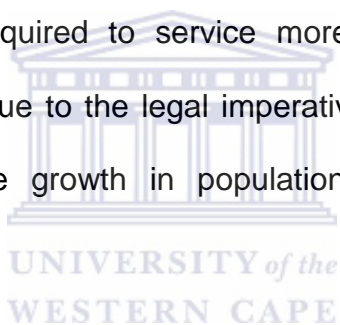 quired to service more
ue to the legal imperativ
e growth in population
UNIVERSITY of the
WESTERN CAPE